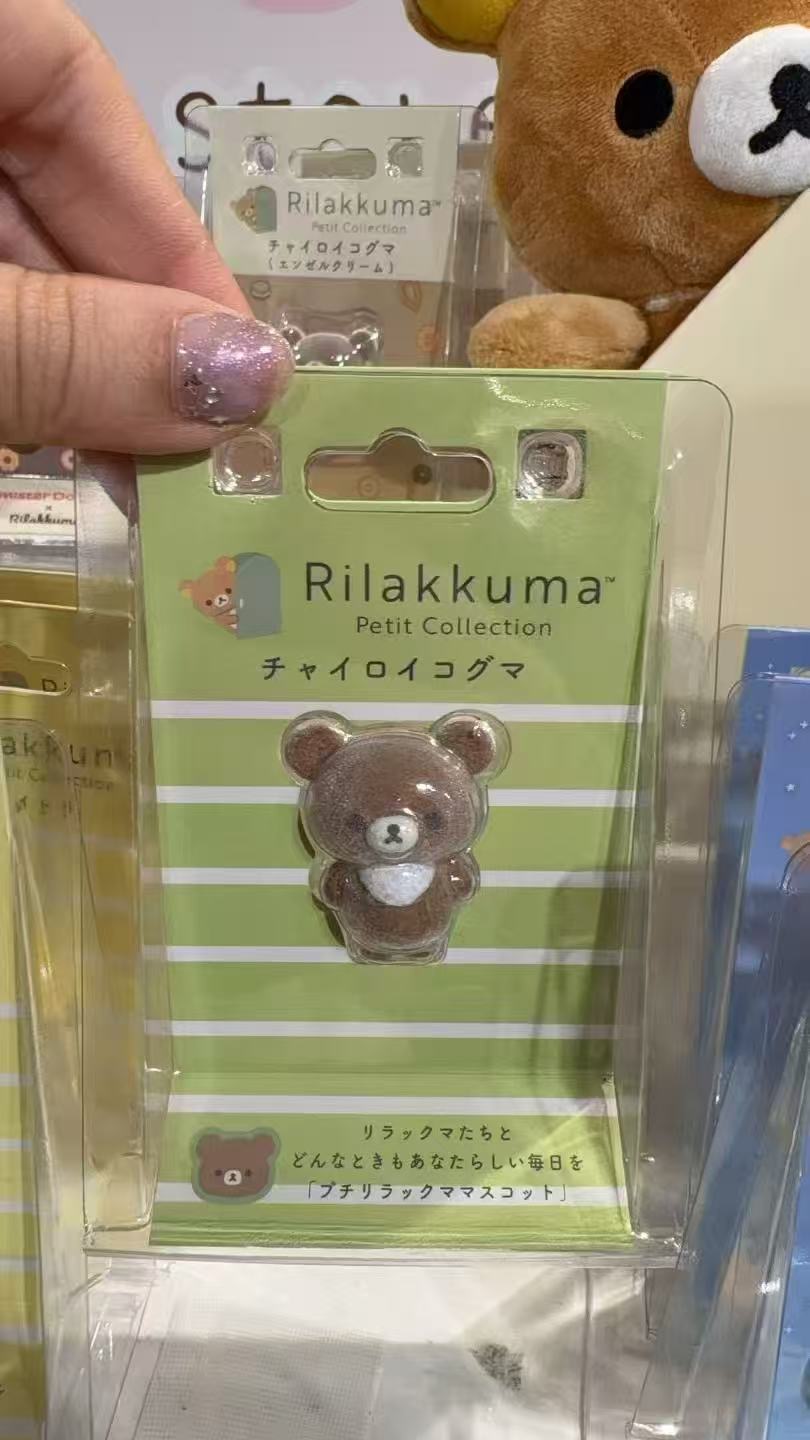 Rilakkuma™
Petit Collection
チャイロイコグマ
(エンゼルクリーム)
Rilakkuma™
Petit Collection
チャイロイコグマ
リラックマたちと
どんなときもあなたらしい毎日を
「プチリラックママスコット」
Rilakkuma